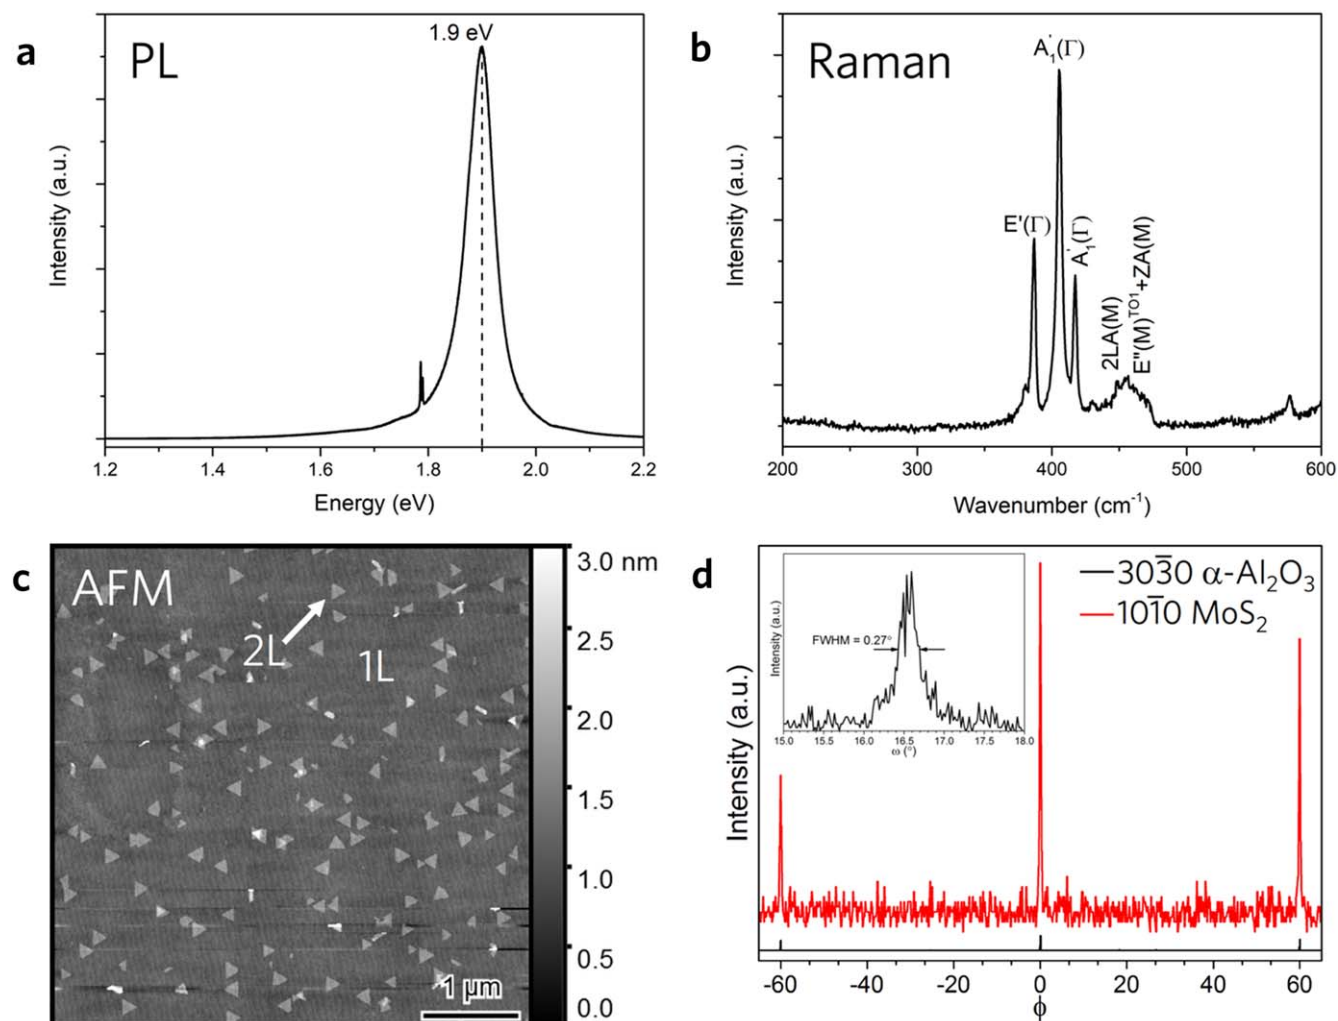 a
PL
1.9 eV
Intensity (a.u.)
1.2 1.4 1.6 1.8 2.0 2.2
Energy (eV)
b
Raman
A₁'(Γ)
E'(Γ)
A₁'(Γ)
2LA(M)
E"(M)ᵀᴼ¹+ZA(M)
Intensity (a.u.)
200 300 400 500 600
Wavenumber (cm⁻¹)
c
AFM
2L
1L
1 µm
3.0 nm
2.5
2.0
1.5
1.0
0.5
0.0
d
303̅0 α-Al₂O₃
101̅0 MoS₂
Intensity (a.u.)
FWHM = 0.27°
15.0 15.5 16.0 16.5 17.0 17.5 18.0
ω (°)
Intensity (a.u.)
-60 -40 -20 0 20 40 60
ϕ